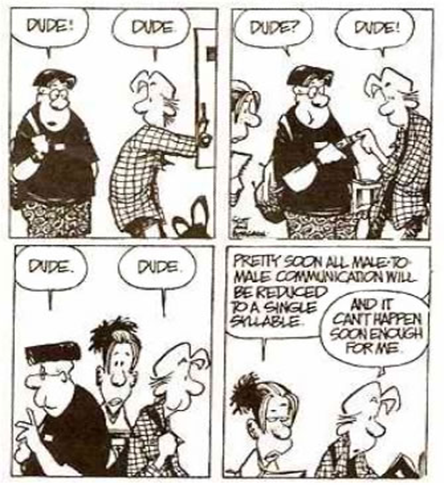 DUDE!
DUDE.
DUDE?
DUDE!
DUDE.
DUDE.
PRETTY SOON ALL MALE-TO-
MALE COMMUNICATION WILL
BE REDUCED
TO A SINGLE
SYLLABLE.
AND IT
CAN'T HAPPEN
SOON ENOUGH
FOR ME.